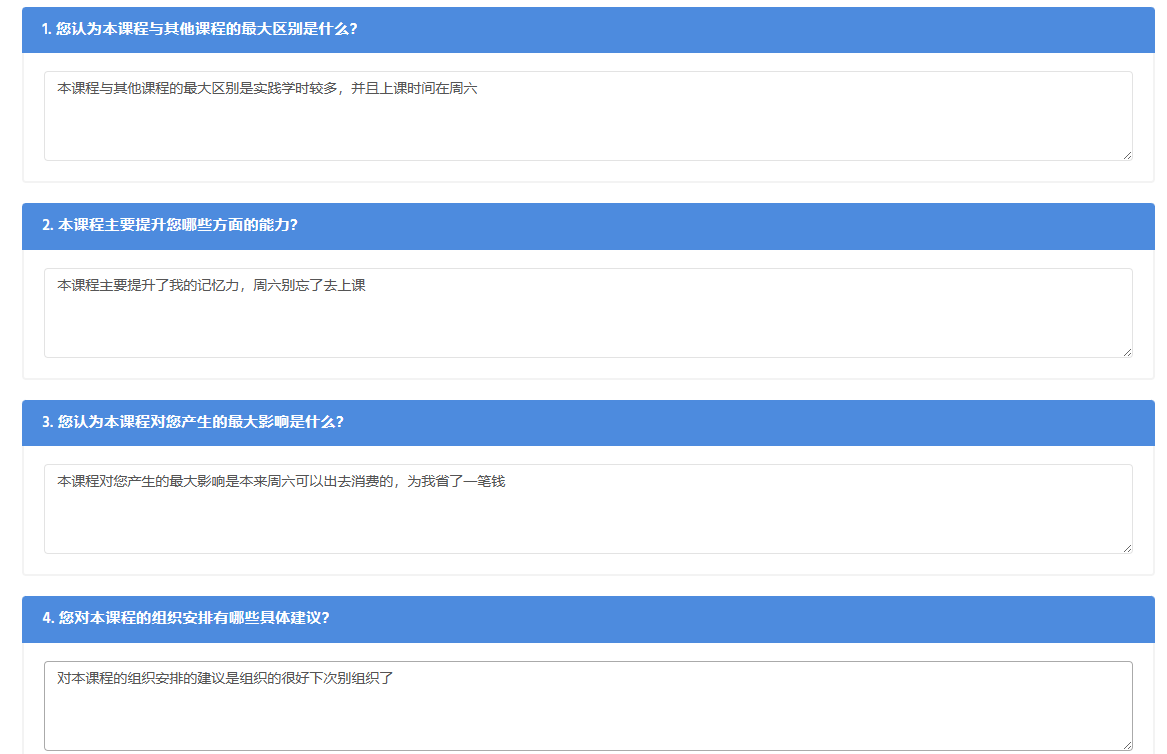 1. 您认为本课程与其他课程的最大区别是什么?
本课程与其他课程的最大区别是实践学时较多，并且上课时间在周六
2. 本课程主要提升您哪些方面的能力?
本课程主要提升了我的记忆力，周六别忘了去上课
3. 您认为本课程对您产生的最大影响是什么?
本课程对您产生的最大影响是本来周六可以出去消费的，为我省了一笔钱
4. 您对本课程的组织安排有哪些具体建议?
对本课程的组织安排的建议是组织的很好下次别组织了